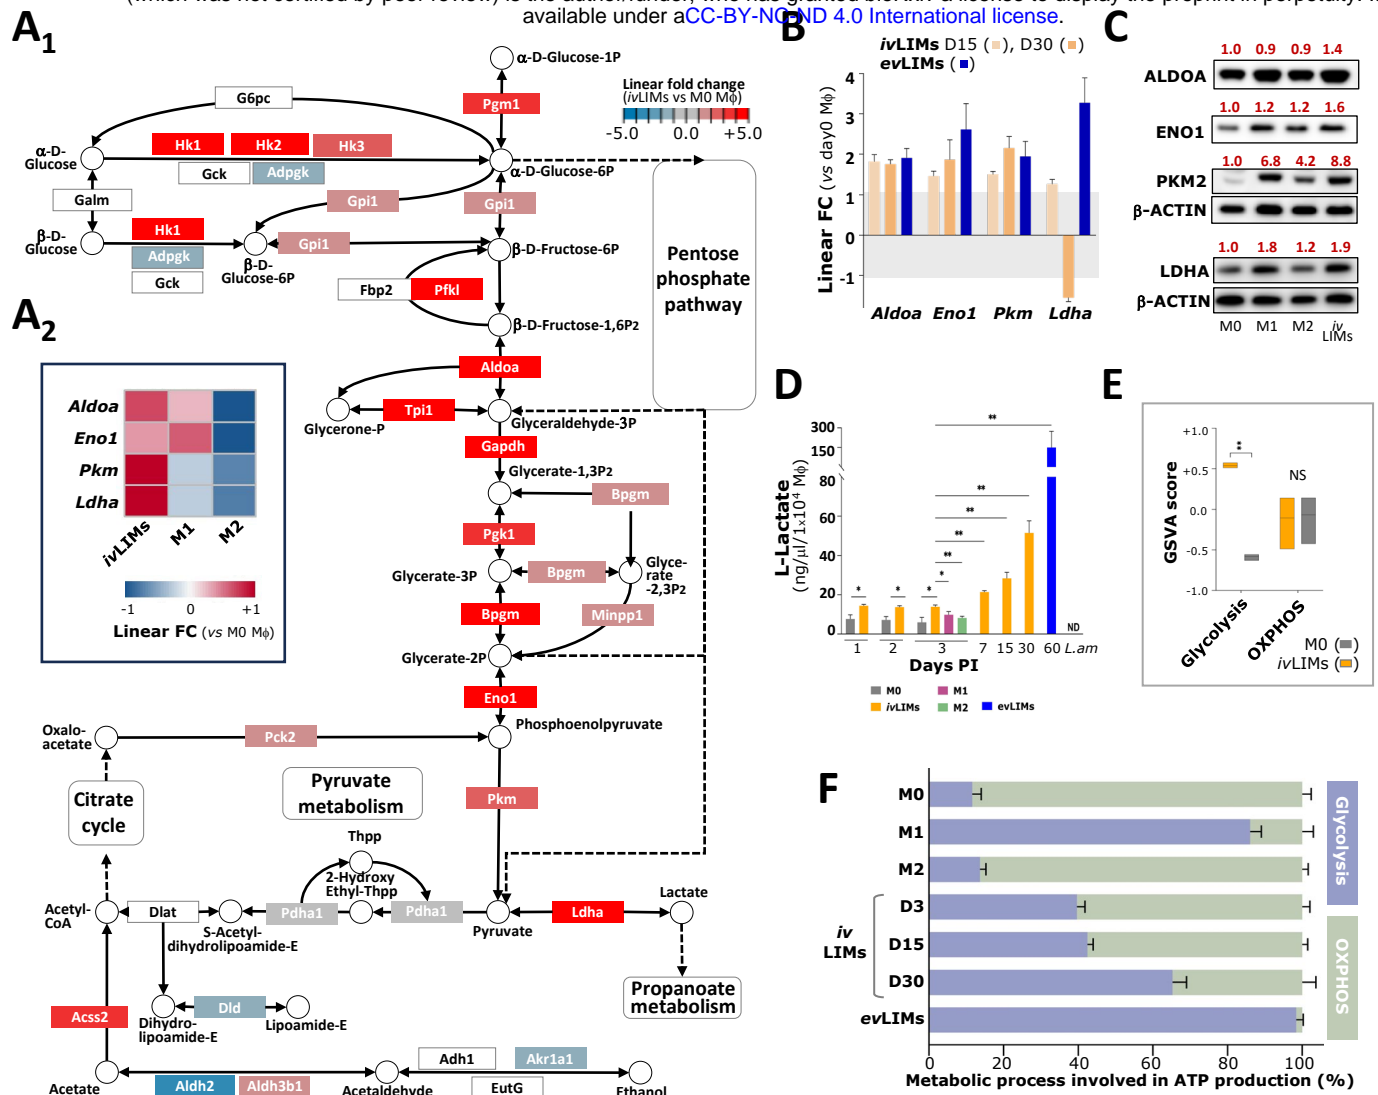 available under aCC-BY-NC-ND 4.0 International license.
A1
α-D-Glucose-1P
Pgm1
Linear fold change
(ivLIMs vs M0 Mϕ)
-5.0 0.0 +5.0
G6pc
α-D-
Glucose
Hk1 Hk2 Hk3
Gck Adpgk
α-D-Glucose-6P
Galm
Gpi1
Gpi1
β-D-
Glucose
Hk1
Adpgk
Gck
β-D-
Glucose-6P
Gpi1
β-D-Fructose-6P
Fbp2 Pfkl
β-D-Fructose-1,6P2
Pentose
phosphate
pathway
Aldoa
Glycerone-P
Tpi1
Glyceraldehyde-3P
Gapdh
Glycerate-1,3P2
Bpgm
Pgk1
Glycerate-3P
Bpgm
Glyce-
rate
-2,3P2
Bpgm
Minpp1
Glycerate-2P
Eno1
Phosphoenolpyruvate
Oxalo-
acetate
Pck2
Citrate
cycle
Pyruvate
metabolism
Pkm
Thpp
2-Hydroxy
Ethyl-Thpp
Acetyl-
CoA
Dlat
S-Acetyl-
dihydrolipoamide-E
Pdha1
Pdha1
Pyruvate
Ldha
Lactate
Propanoate
metabolism
Acss2
Dihydro-
lipoamide-E
Dld
Lipoamide-E
Acetate
Aldh2 Aldh3b1
Acetaldehyde
Adh1
Akr1a1
EutG
Ethanol
A2
Aldoa
Eno1
Pkm
Ldha
ivLIMs M1 M2
-1 0 +1
Linear FC (vs M0 Mϕ)
B
ivLIMs D15 ( ), D30 ( )
evLIMs ( )
Linear FC (vs day0 Mϕ)
4
3
2
1
0
-1
Aldoa Eno1 Pkm Ldha
C
1.0 0.9 0.9 1.4
ALDOA
1.0 1.2 1.2 1.6
ENO1
1.0 6.8 4.2 8.8
PKM2
β-ACTIN
1.0 1.8 1.2 1.9
LDHA
β-ACTIN
M0 M1 M2 iv
LIMs
D
L-Lactate
(ng/μl/ 1x10⁴ Mϕ)
300
150
80
60
40
20
0
** ** ** ** ** * * * *
ND
1 2 3 7 15 30 60 L.am
Days PI
M0 M1
ivLIMs M2 evLIMs
E
GSVA score
+1.0
+0.5
0.0
-0.5
-1.0
**
NS
Glycolysis OXPHOS
M0 ( )
ivLIMs ( )
F
M0
M1
M2
iv
LIMs
D3
D15
D30
evLIMs
0 20 40 60 80 100
Metabolic process involved in ATP production (%)
Glycolysis
OXPHOS